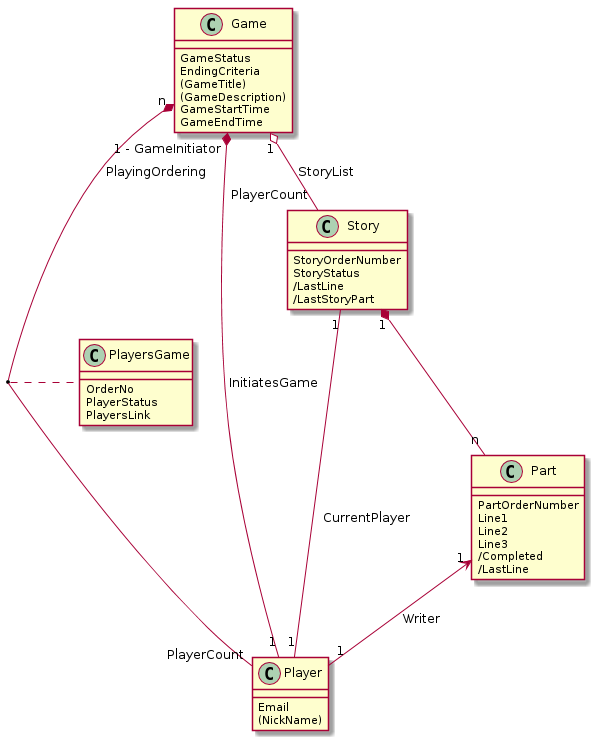 C Game
GameStatus
EndingCriteria
(GameTitle)
(GameDescription)
GameStartTime
GameEndTime
n
1 - GameInitiator
1
PlayingOrdering
StoryList
PlayerCount
C Story
StoryOrderNumber
StoryStatus
/LastLine
/LastStoryPart
1
1
C PlayersGame
OrderNo
PlayerStatus
PlayersLink
InitiatesGame
n
C Part
PartOrderNumber
Line1
Line2
Line3
/Completed
/LastLine
CurrentPlayer
1
Writer
PlayerCount
1
1
1
C Player
Email
(NickName)